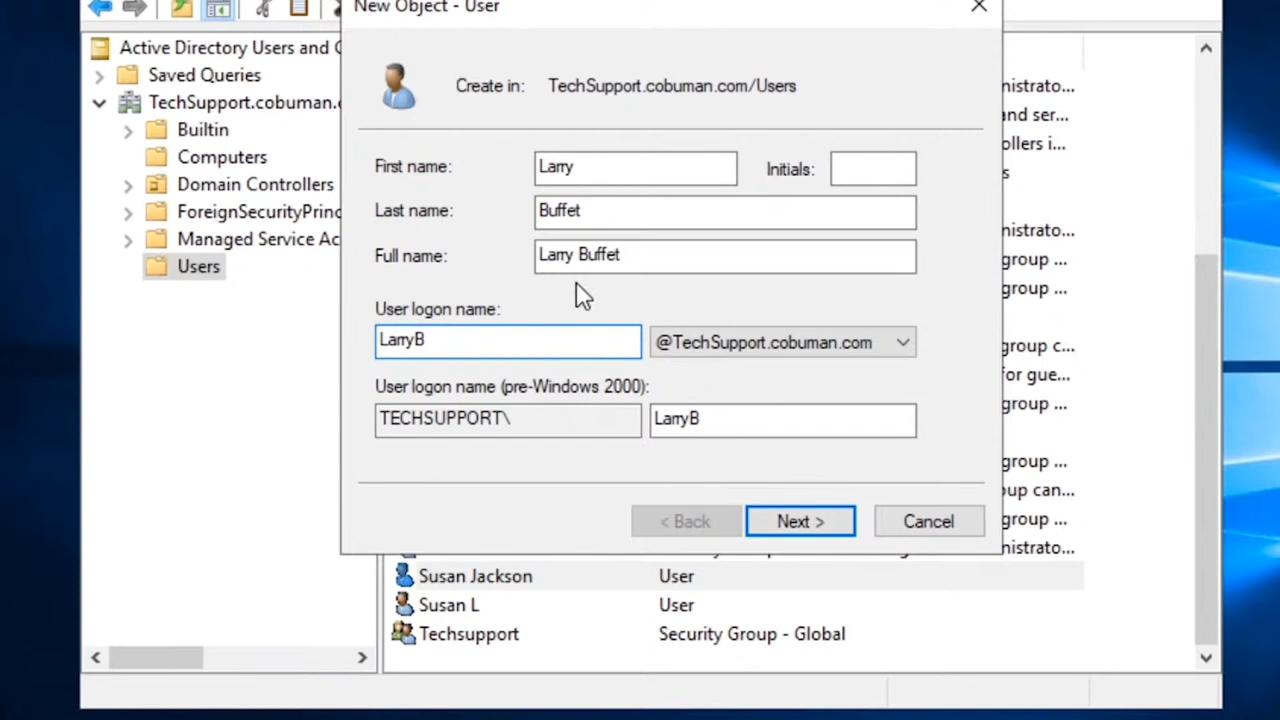 New Object - User
Active Directory Users and
Saved Queries
TechSupport.cobuman.
Builtin
Computers
Domain Controllers
ForeignSecurityPrinc
Managed Service Ac
Users
Create in: TechSupport.cobuman.com/Users
First name: Larry Initials:
Last name: Buffet
Full name: Larry Buffet
User logon name:
LarryB @TechSupport.cobuman.com
User logon name (pre-Windows 2000):
TECHSUPPORT\ LarryB
< Back Next > Cancel
nistrato...
and ser...
ollers i...
s
nistrato...
group ...
group ...
group c...
for gue...
group ...
group ...
oup can...
group ...
nistrato...
Susan Jackson User
Susan L User
Techsupport Security Group - Global